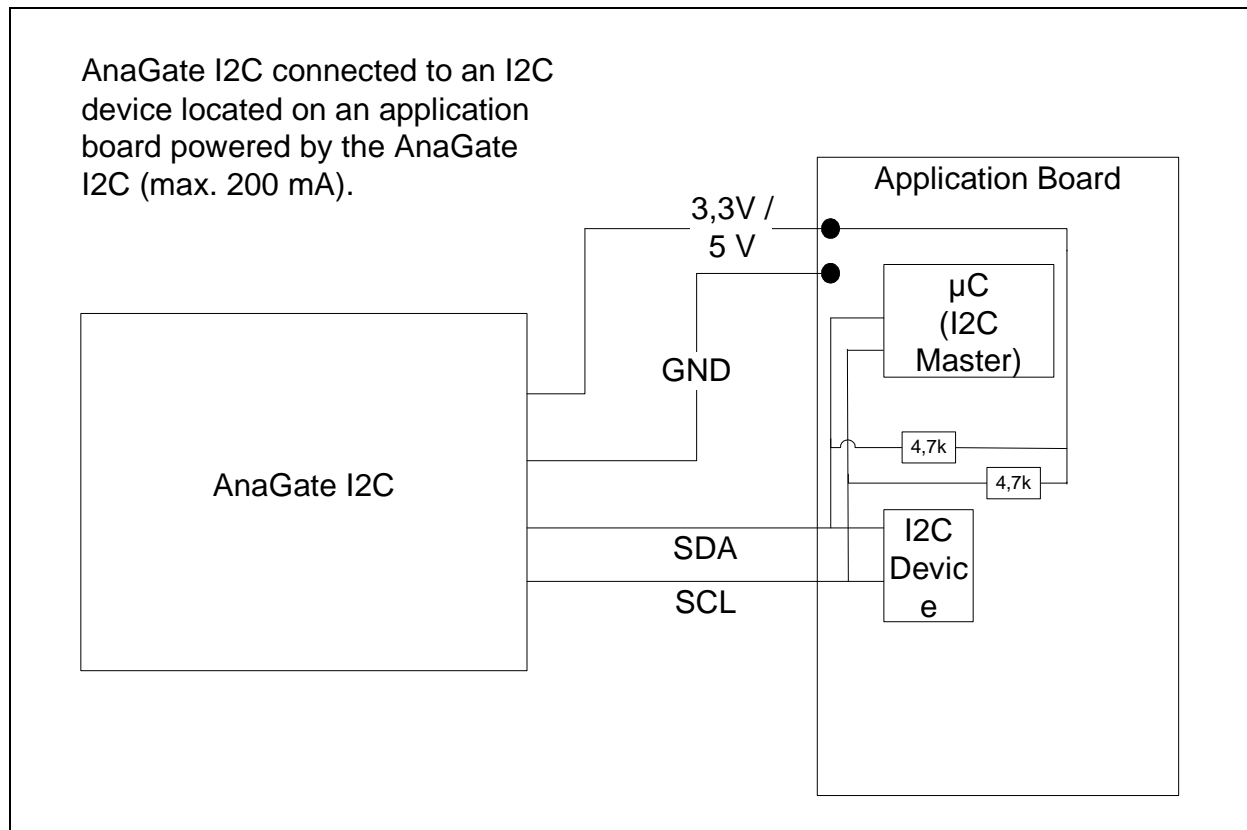 AnaGate I2C connected to an I2C
device located on an application
board powered by the AnaGate
I2C (max. 200 mA).
Application Board
3,3V /
5 V
µC
(I2C
Master)
GND
4,7k
4,7k
AnaGate I2C
I2C
Devic
e
SDA
SCL